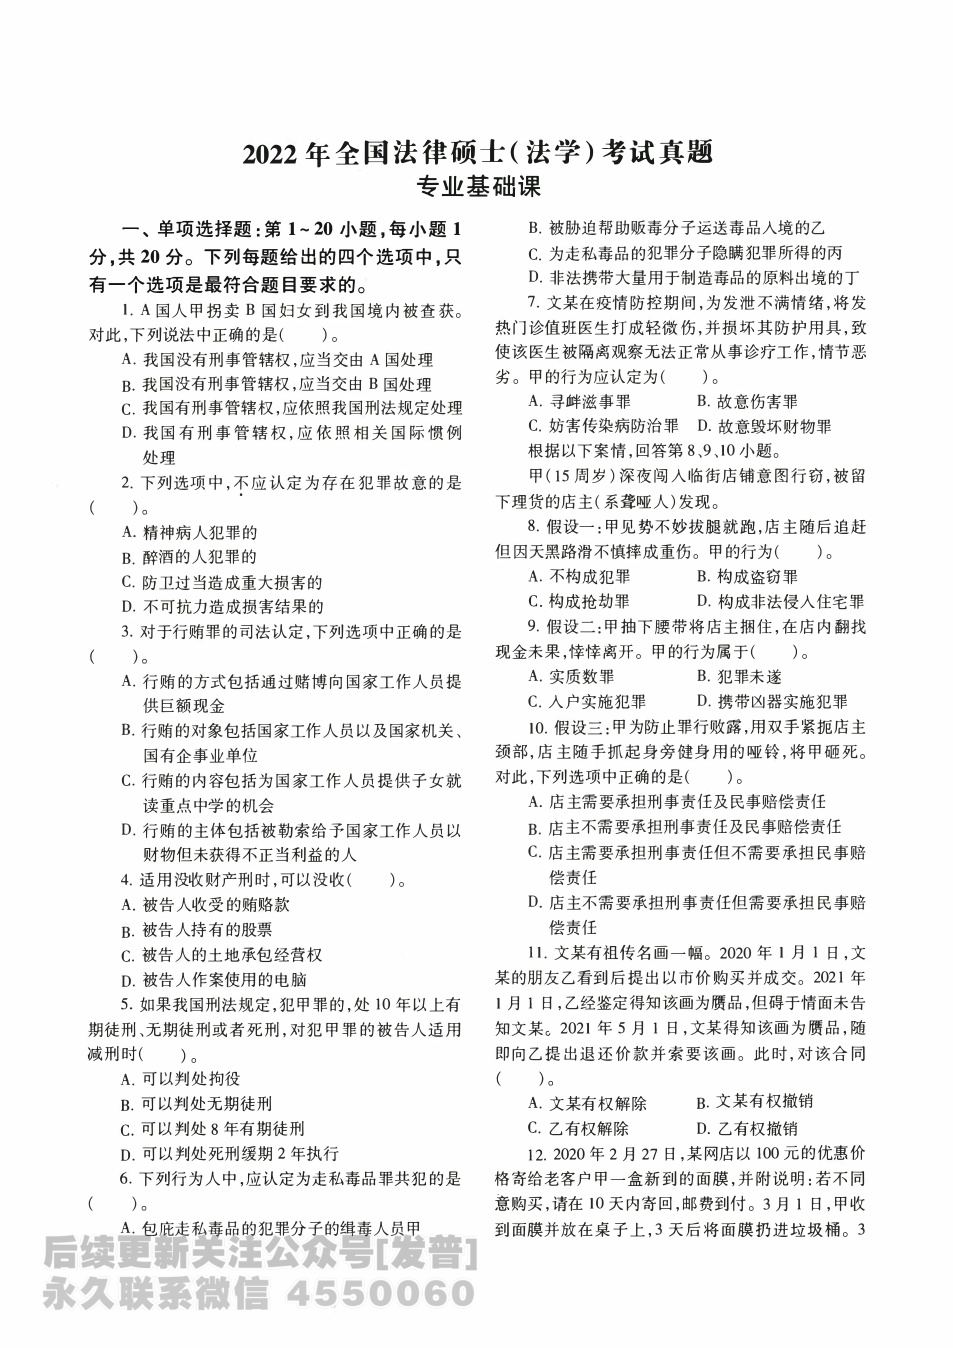 2022 年全国法律硕士(法学)考试真题
专业基础课
一、单项选择题:第 1~20 小题,每小题 1
分,共 20 分。下列每题给出的四个选项中,只
有一个选项是最符合题目要求的。
1. A 国人甲拐卖 B 国妇女到我国境内被查获。
对此,下列说法中正确的是(  )。
A. 我国没有刑事管辖权,应当交由 A 国处理
B. 我国没有刑事管辖权,应当交由 B 国处理
C. 我国有刑事管辖权,应依照我国刑法规定处理
D. 我国有刑事管辖权,应依照相关国际惯例
处理
2. 下列选项中,不应认定为存在犯罪故意的是
(  )。
A. 精神病人犯罪的
B. 醉酒的人犯罪的
C. 防卫过当造成重大损害的
D. 不可抗力造成损害结果的
3. 对于行贿罪的司法认定,下列选项中正确的是
(  )。
A. 行贿的方式包括通过赌博向国家工作人员提
供巨额现金
B. 行贿的对象包括国家工作人员以及国家机关、
国有企事业单位
C. 行贿的内容包括为国家工作人员提供子女就
读重点中学的机会
D. 行贿的主体包括被勒索给予国家工作人员以
财物但未获得不正当利益的人
4. 适用没收财产刑时,可以没收(  )。
A. 被告人收受的贿赂款
B. 被告人持有的股票
C. 被告人的土地承包经营权
D. 被告人作案使用的电脑
5. 如果我国刑法规定,犯甲罪的,处 10 年以上有
期徒刑、无期徒刑或者死刑,对犯甲罪的被告人适用
减刑时(  )。
A. 可以判处拘役
B. 可以判处无期徒刑
C. 可以判处 8 年有期徒刑
D. 可以判处死刑缓期 2 年执行
6. 下列行为人中,应认定为走私毒品罪共犯的是
(  )。
A. 包庇走私毒品的犯罪分子的缉毒人员甲
B. 被胁迫帮助贩毒分子运送毒品入境的乙
C. 为走私毒品的犯罪分子隐瞒犯罪所得的丙
D. 非法携带大量用于制造毒品的原料出境的丁
7. 文某在疫情防控期间,为发泄不满情绪,将发
热门诊值班医生打成轻微伤,并损坏其防护用具,致
使该医生被隔离观察无法正常从事诊疗工作,情节恶
劣。甲的行为应认定为(  )。
A. 寻衅滋事罪 B. 故意伤害罪
C. 妨害传染病防治罪 D. 故意毁坏财物罪
根据以下案情,回答第 8、9、10 小题。
甲(15 周岁)深夜闯入临街店铺意图行窃,被留
下理货的店主(系聋哑人)发现。
8. 假设一:甲见势不妙拔腿就跑,店主随后追赶
但因天黑路滑不慎摔成重伤。甲的行为(  )。
A. 不构成犯罪 B. 构成盗窃罪
C. 构成抢劫罪 D. 构成非法侵入住宅罪
9. 假设二:甲抽下腰带将店主捆住,在店内翻找
现金未果,悻悻离开。甲的行为属于(  )。
A. 实质数罪 B. 犯罪未遂
C. 入户实施犯罪 D. 携带凶器实施犯罪
10. 假设三:甲为防止罪行败露,用双手紧扼店主
颈部,店主随手抓起身旁健身用的哑铃,将甲砸死。
对此,下列选项中正确的是(  )。
A. 店主需要承担刑事责任及民事赔偿责任
B. 店主不需要承担刑事责任及民事赔偿责任
C. 店主需要承担刑事责任但不需要承担民事赔
偿责任
D. 店主不需要承担刑事责任但需要承担民事赔
偿责任
11. 文某有祖传名画一幅。2020 年 1 月 1 日,文
某的朋友乙看到后提出以市价购买并成交。2021 年
1 月 1 日,乙经鉴定得知该画为赝品,但碍于情面未告
知文某。2021 年 5 月 1 日,文某得知该画为赝品,随
即向乙提出退还价款并索要该画。此时,对该合同
(  )。
A. 文某有权解除 B. 文某有权撤销
C. 乙有权解除 D. 乙有权撤销
12. 2020 年 2 月 27 日,某网店以 100 元的优惠价
格寄给老客户甲一盒新到的面膜,并附说明:若不同
意购买,请在 10 天内寄回,邮费到付。3 月 1 日,甲收
到面膜并放在桌子上,3 天后将面膜扔进垃圾桶。3
后续更新关注公众号[发普]
永久联系微信 4550060